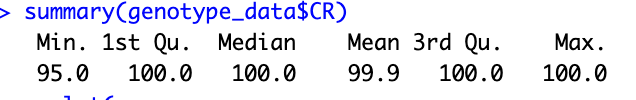 > summary(genotype_data$CR)
Min. 1st Qu. Median Mean 3rd Qu. Max.
95.0 100.0 100.0 99.9 100.0 100.0